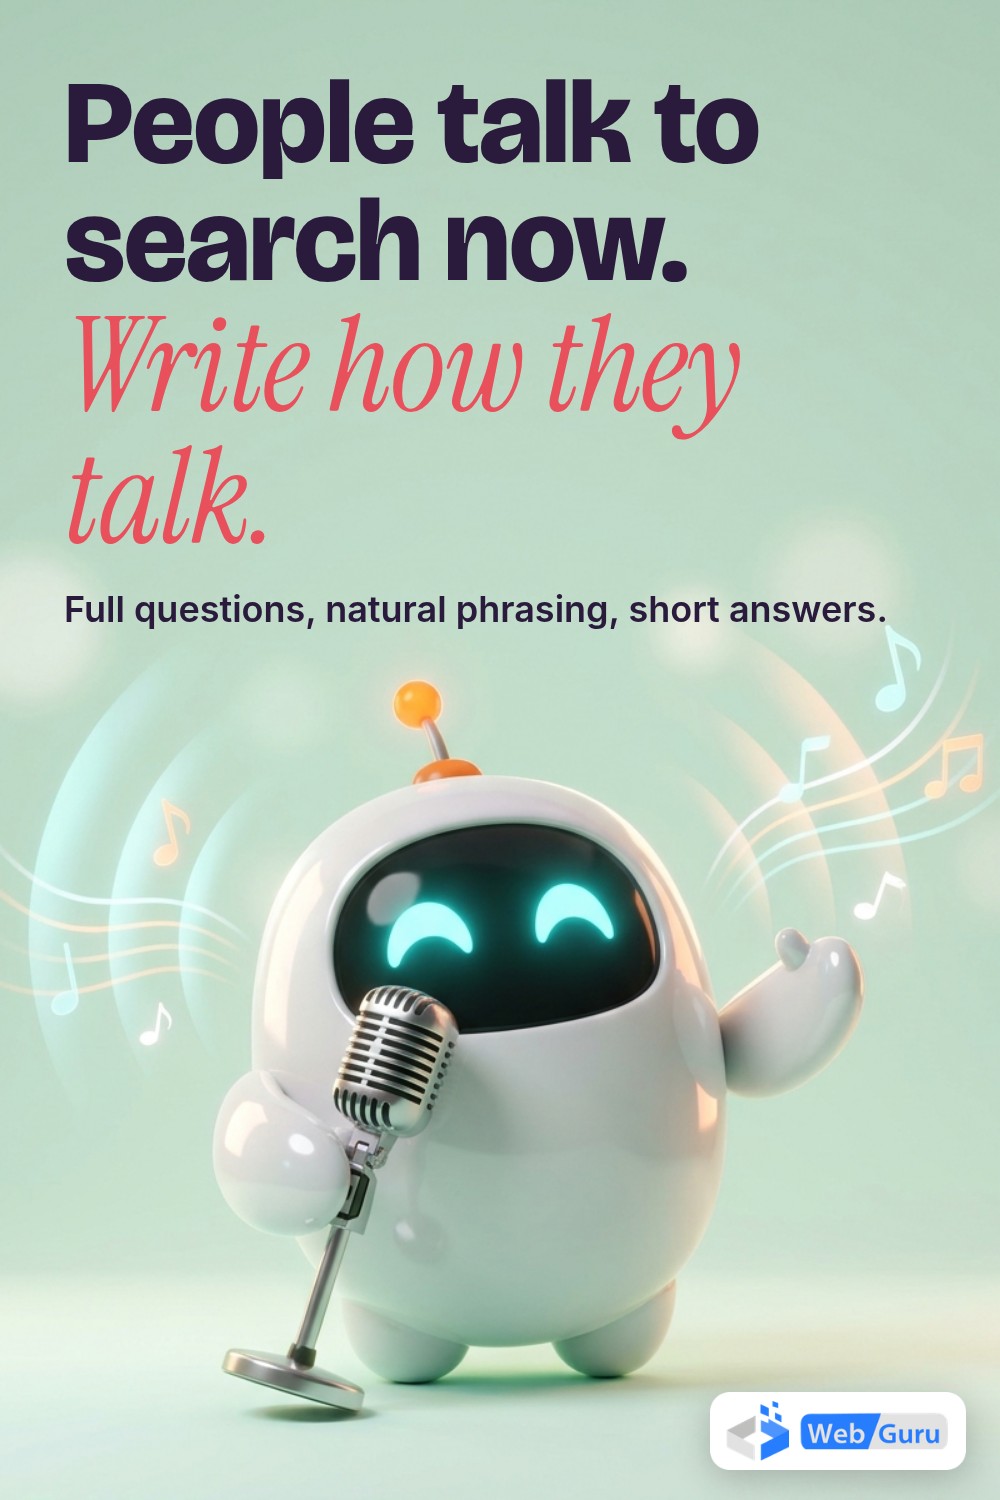 People talk to
search now.
Write how they
talk.
Full questions, natural phrasing, short answers.
Web Guru